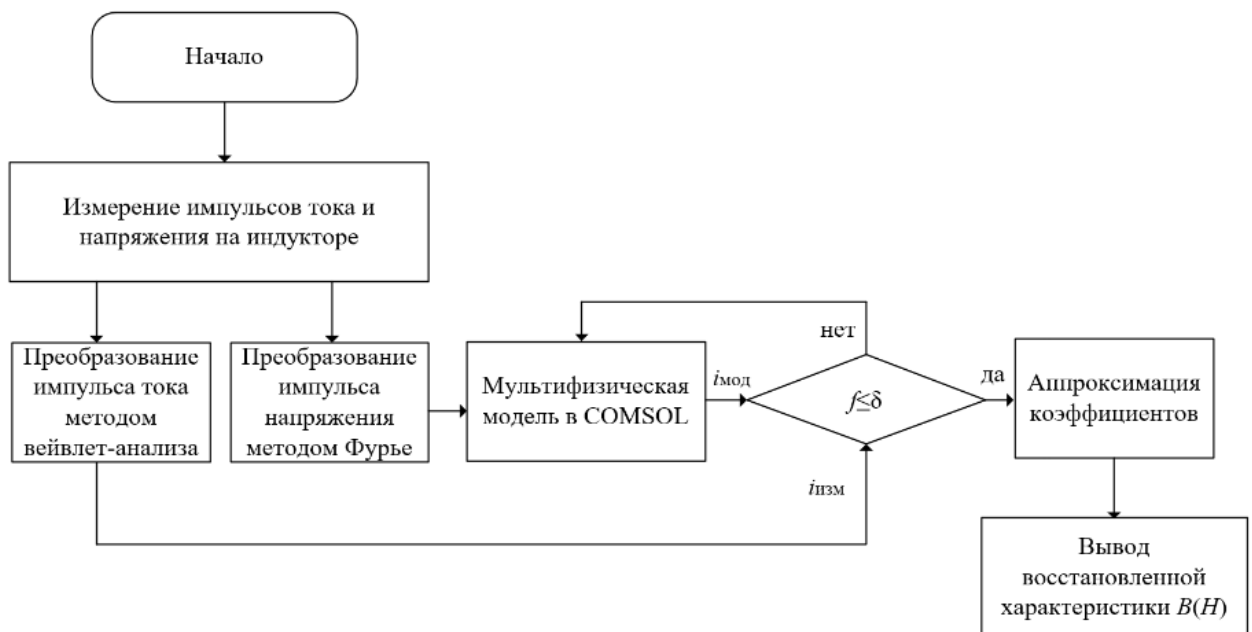 Начало
Измерение импульсов тока и
напряжения на индукторе
Преобразование
импульса тока
методом
вейвлет-анализа
Преобразование
импульса
напряжения
методом Фурье
Мультифизическая
модель в COMSOL
iмод
нет
f≤δ
да
iизм
Аппроксимация
коэффициентов
Вывод
восстановленной
характеристики B(H)